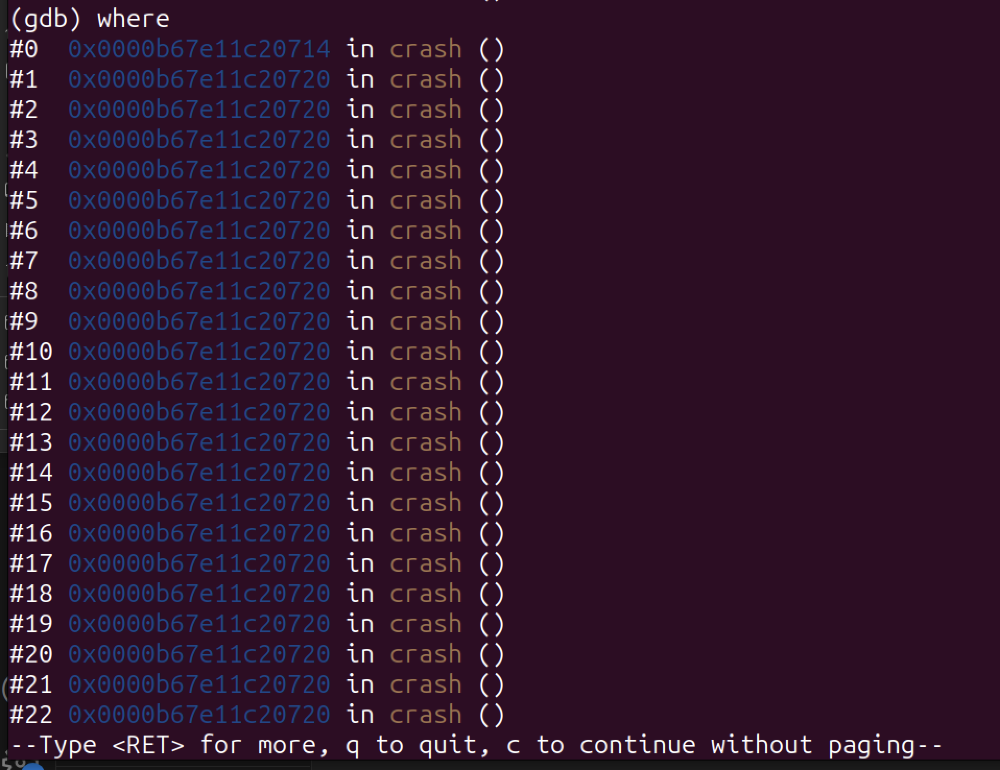 (gdb) where
#0  0x0000b67e11c20714 in crash ()
#1  0x0000b67e11c20720 in crash ()
#2  0x0000b67e11c20720 in crash ()
#3  0x0000b67e11c20720 in crash ()
#4  0x0000b67e11c20720 in crash ()
#5  0x0000b67e11c20720 in crash ()
#6  0x0000b67e11c20720 in crash ()
#7  0x0000b67e11c20720 in crash ()
#8  0x0000b67e11c20720 in crash ()
#9  0x0000b67e11c20720 in crash ()
#10 0x0000b67e11c20720 in crash ()
#11 0x0000b67e11c20720 in crash ()
#12 0x0000b67e11c20720 in crash ()
#13 0x0000b67e11c20720 in crash ()
#14 0x0000b67e11c20720 in crash ()
#15 0x0000b67e11c20720 in crash ()
#16 0x0000b67e11c20720 in crash ()
#17 0x0000b67e11c20720 in crash ()
#18 0x0000b67e11c20720 in crash ()
#19 0x0000b67e11c20720 in crash ()
#20 0x0000b67e11c20720 in crash ()
#21 0x0000b67e11c20720 in crash ()
#22 0x0000b67e11c20720 in crash ()
--Type <RET> for more, q to quit, c to continue without paging--